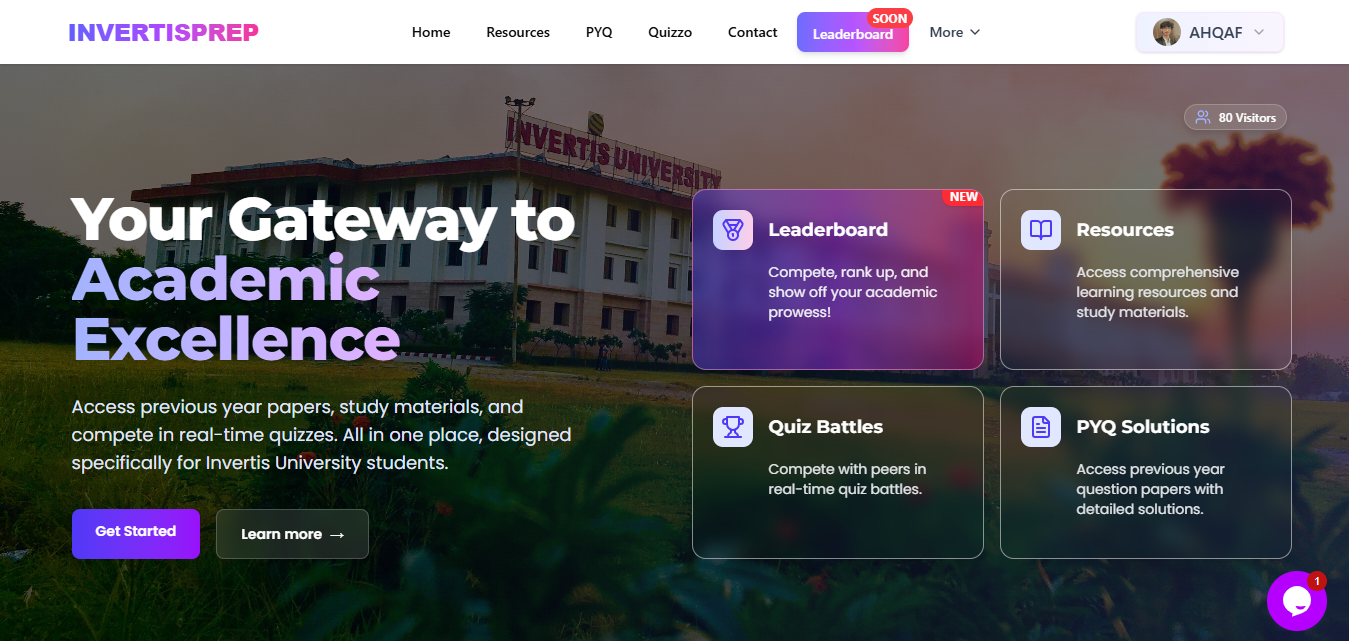 INVERTISPREP
Home
Resources
PYQ
Quizzo
Contact
SOON
Leaderboard
More
AHQAF
80 Visitors
INVERTIS UNIVERSITY
Your Gateway to
Academic
Excellence
Access previous year papers, study materials, and
compete in real-time quizzes. All in one place, designed
specifically for Invertis University students.
Get Started
Learn more →
NEW
Leaderboard
Compete, rank up, and
show off your academic
prowess!
Resources
Access comprehensive
learning resources and
study materials.
Quiz Battles
Compete with peers in
real-time quiz battles.
PYQ Solutions
Access previous year
question papers with
detailed solutions.
1